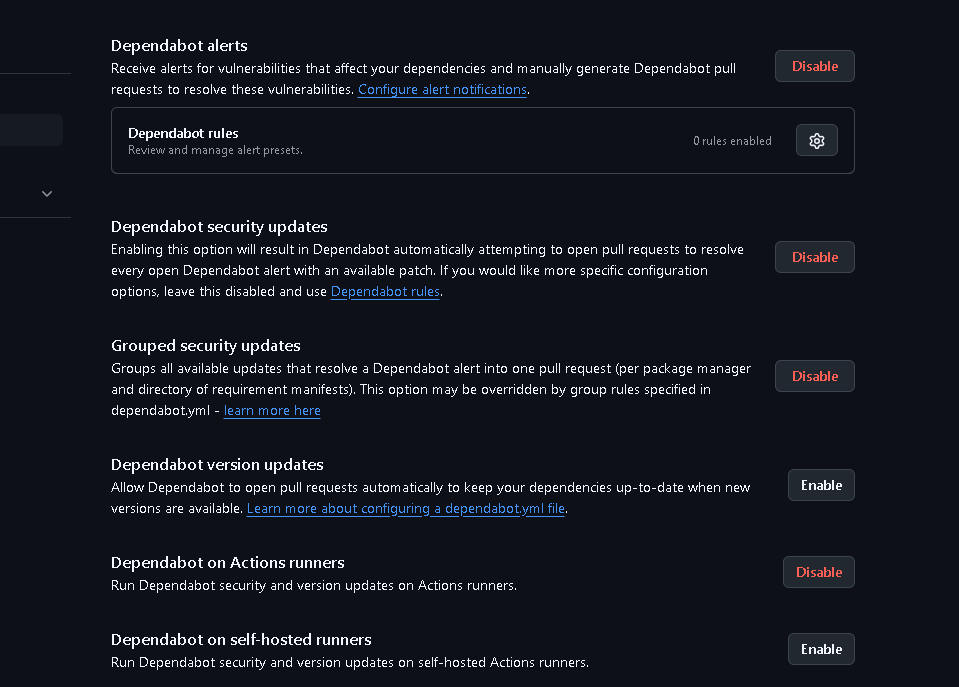 Dependabot alerts
Receive alerts for vulnerabilities that affect your dependencies and manually generate Dependabot pull
requests to resolve these vulnerabilities. Configure alert notifications.
Disable
Dependabot rules
Review and manage alert presets.
0 rules enabled
Dependabot security updates
Enabling this option will result in Dependabot automatically attempting to open pull requests to resolve
every open Dependabot alert with an available patch. If you would like more specific configuration
options, leave this disabled and use Dependabot rules.
Disable
Grouped security updates
Groups all available updates that resolve a Dependabot alert into one pull request (per package manager
and directory of requirement manifests). This option may be overridden by group rules specified in
dependabot.yml - learn more here
Disable
Dependabot version updates
Allow Dependabot to open pull requests automatically to keep your dependencies up-to-date when new
versions are available. Learn more about configuring a dependabot.yml file.
Enable
Dependabot on Actions runners
Run Dependabot security and version updates on Actions runners.
Disable
Dependabot on self-hosted runners
Run Dependabot security and version updates on self-hosted Actions runners.
Enable